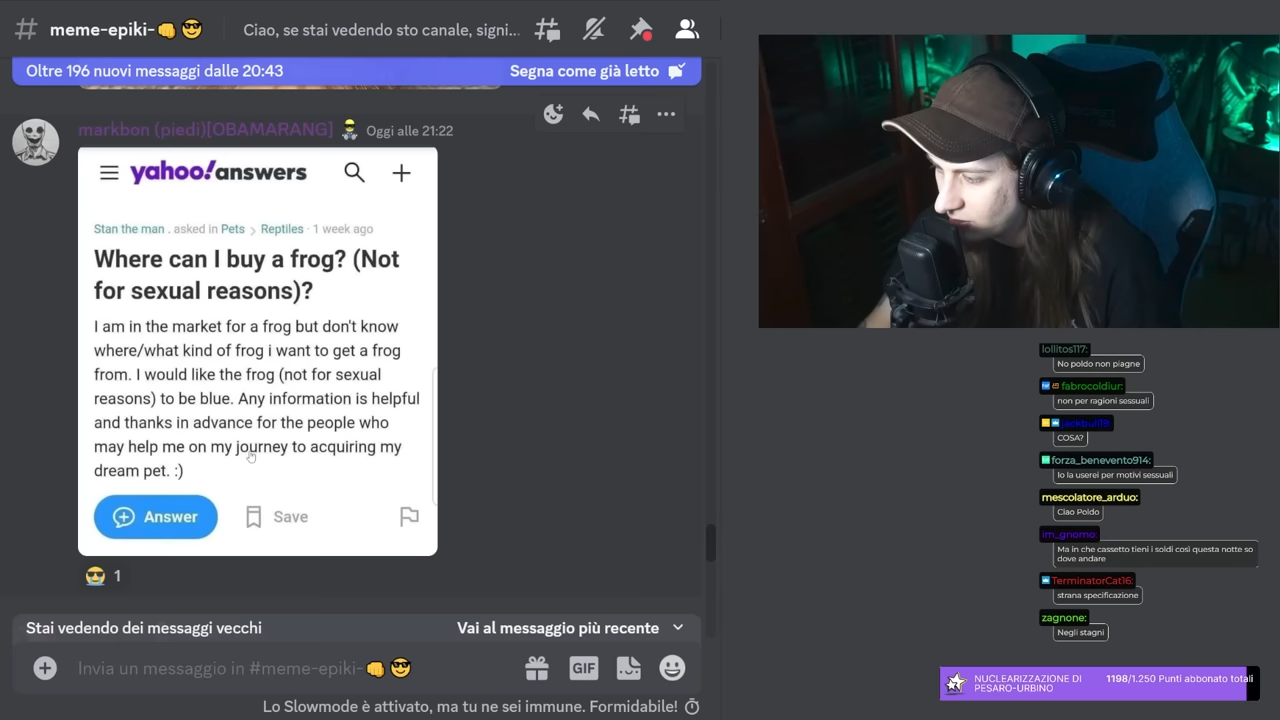 meme-epiki-👊 😎
Ciao, se stai vedendo sto canale, signi...
Oltre 196 nuovi messaggi dalle 20:43
Segna come già letto
markbon (piedi)[OBAMARANG]
Oggi alle 21:22
yahoo!answers
Stan the man . asked in Pets > Reptiles · 1 week ago
Where can I buy a frog? (Not
for sexual reasons)?
I am in the market for a frog but don't know
where/what kind of frog i want to get a frog
from. I would like the frog (not for sexual
reasons) to be blue. Any information is helpful
and thanks in advance for the people who
may help me on my journey to acquiring my
dream pet. :)
Answer
Save
😭 1
Stai vedendo dei messaggi vecchi
Vai al messaggio più recente
Invia un messaggio in #meme-epiki-👊 😎
GIF
Lo Slowmode è attivato, ma tu ne sei immune. Formidabile!
lollitos117:
No poldo non piagne
fabrocoldiur:
non per ragioni sessuali
COSA?
forza_benevento914:
Io la userei per motivi sessuali
mescolatore_arduo:
Ciao Poldo
im_gnomo:
Ma in che cassetto tieni i soldi così questa notte so
dove andare
TerminatorCat16:
strana specificazione
zagnone:
Negli stagni
NUCLEARIZZAZIONE DI
PESARO-URBINO
1198/1.250 Punti abbonato totali